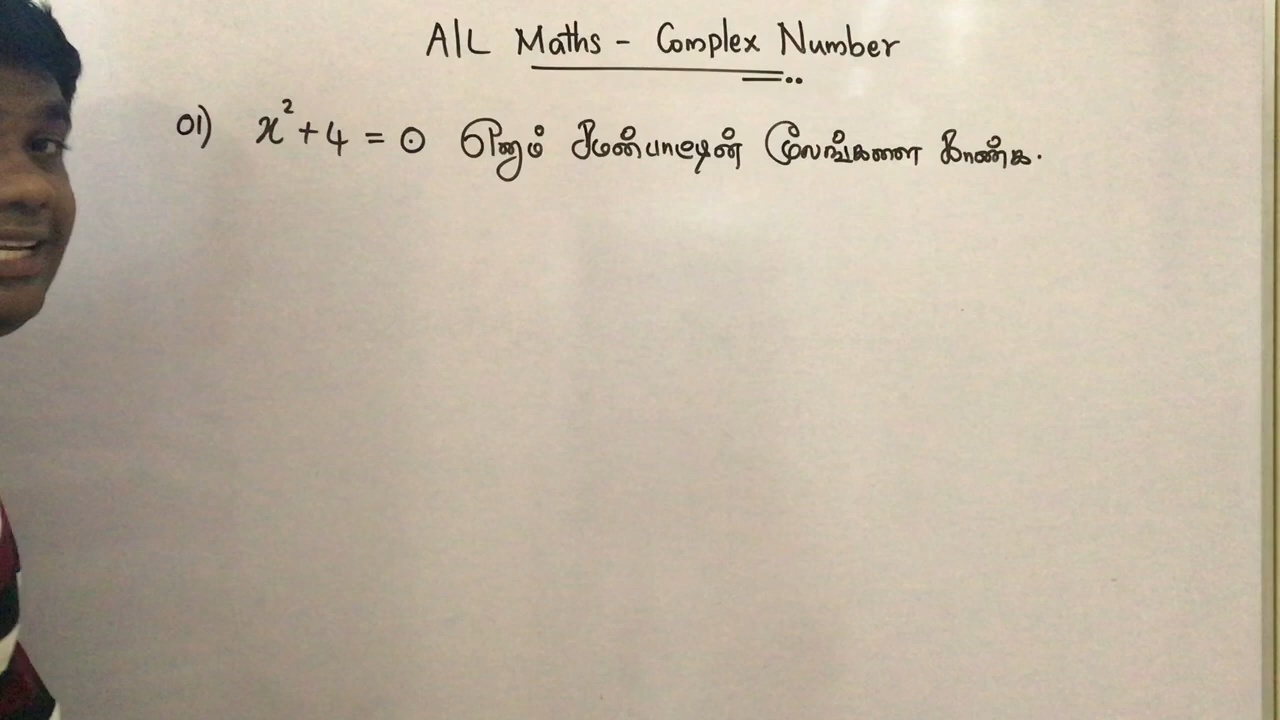 A/L Maths - Complex Number
01) x²+4 = 0 எனும் சமன்பாட்டின் மூலங்களை காண்க.